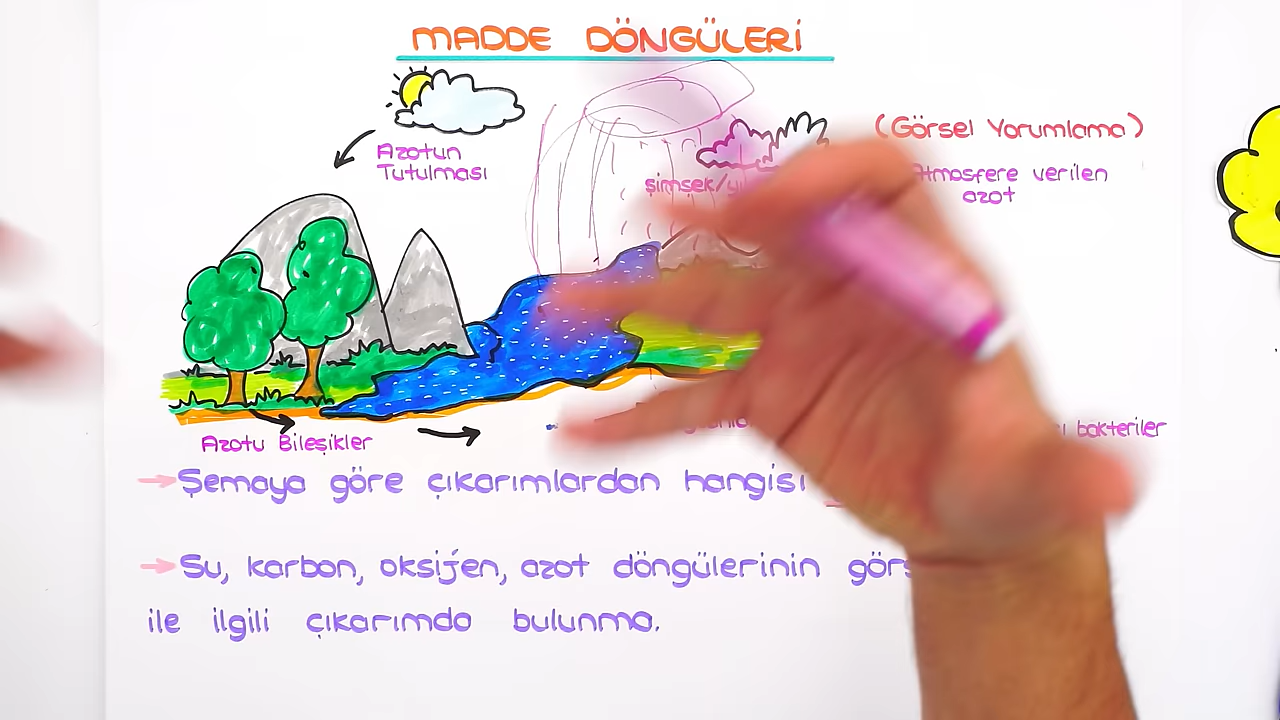 MADDE DÖNGÜLERİ
(Görsel Yorumlama)
Azotun
Tutulması
Atmosfere verilen
azot
şimşek/
Azotu Bileşikler
bakteriler
→Şemaya göre çıkarımlardan hangisi
→Su, karbon, oksijen, azot döngülerinin
ile ilgili çıkarımda bulunma.